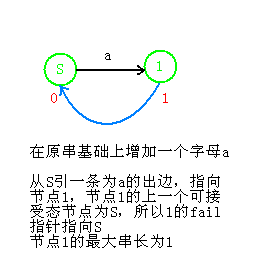 a
S
1
0
1
在原串基础上增加一个字母a
从S引一条为a的出边，指向
节点1，节点1的上一个可接
受态节点为S，所以1的fail
指针指向S
节点1的最大串长为1